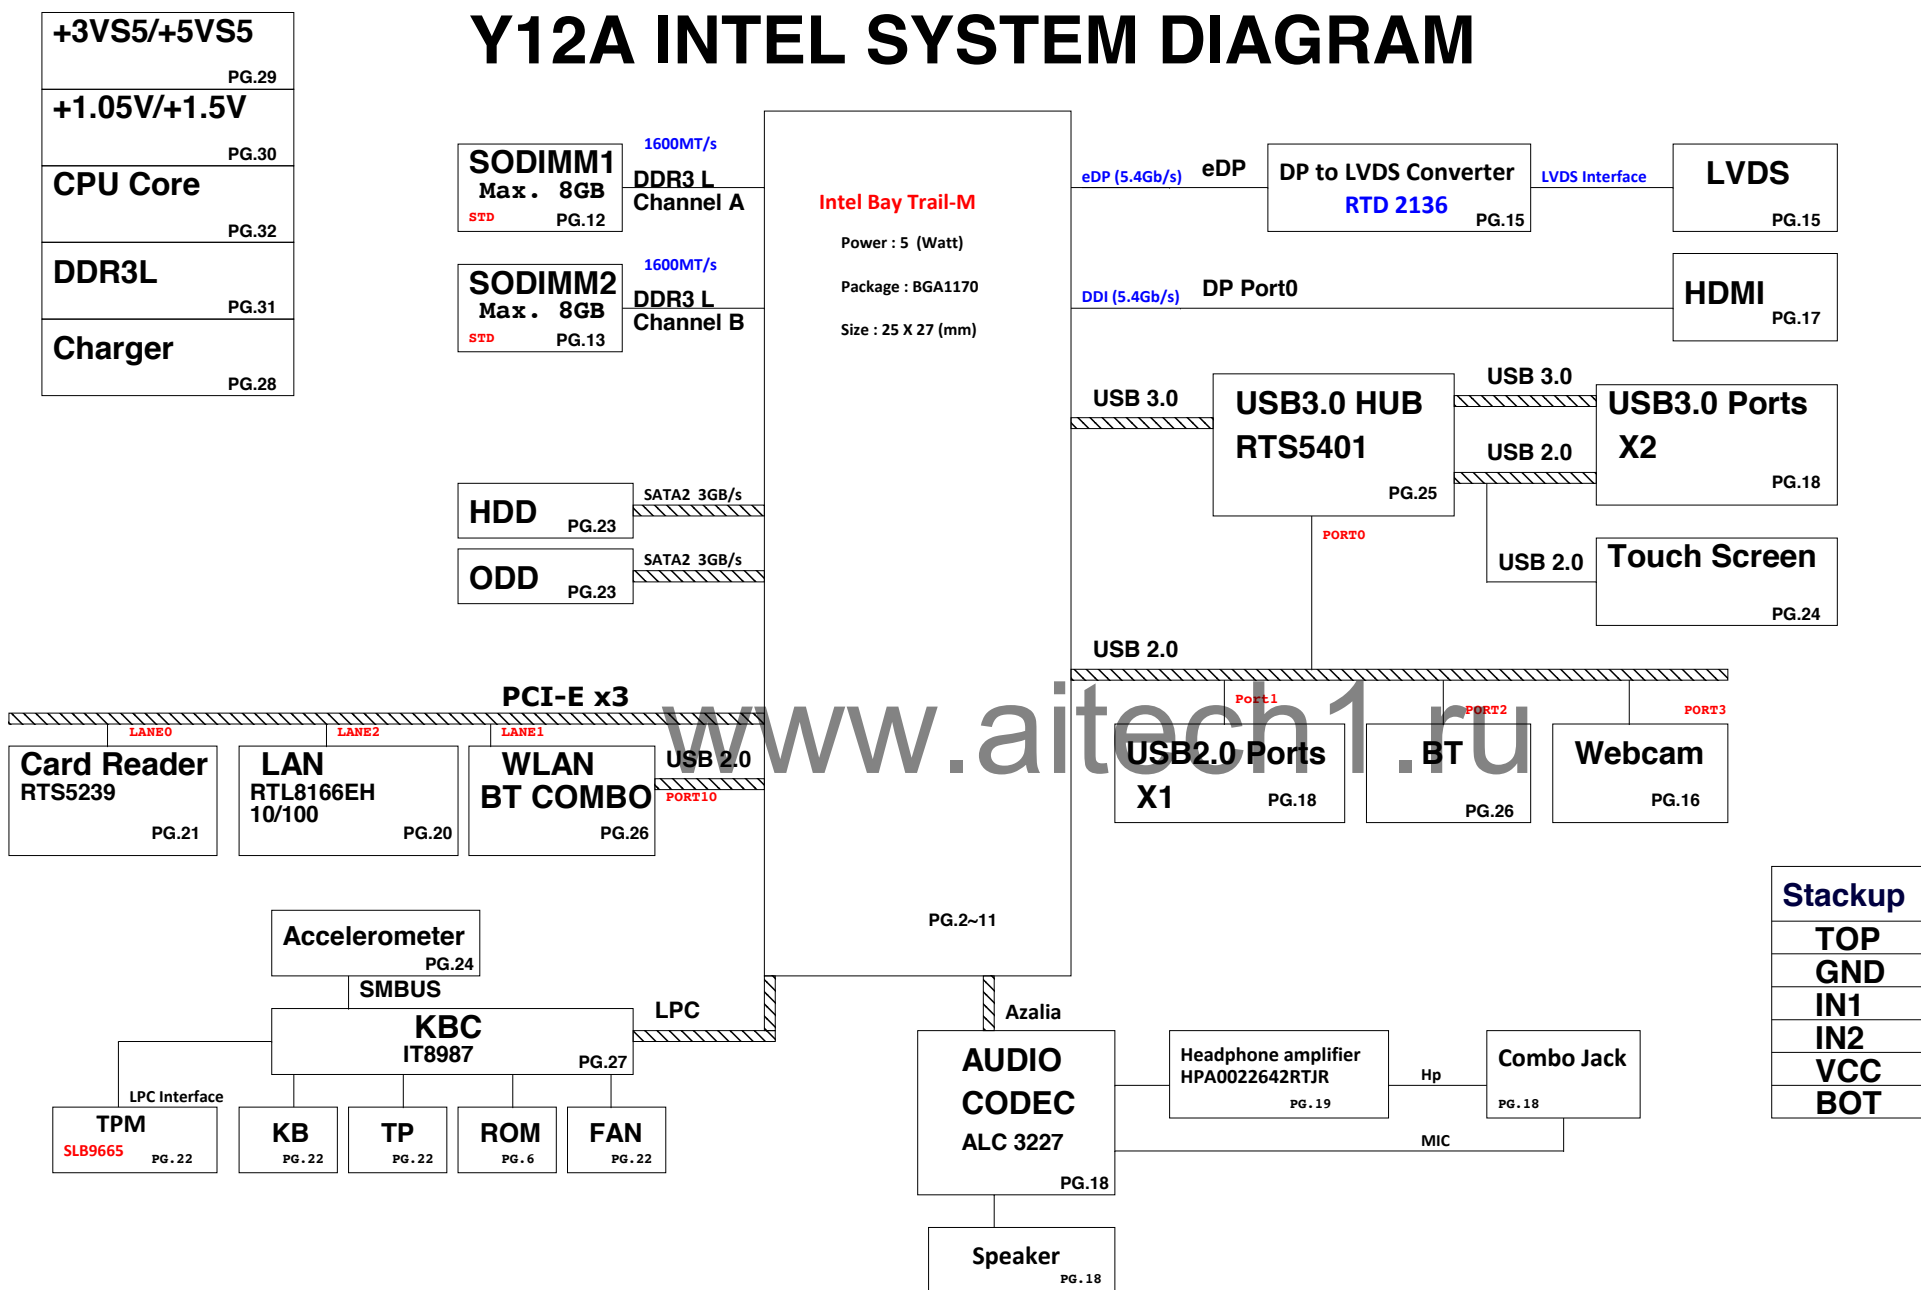 Y12A INTEL SYSTEM DIAGRAM
+3VS5/+5VS5
PG.29
+1.05V/+1.5V
PG.30
CPU Core
PG.32
DDR3L
PG.31
Charger
PG.28
SODIMM1
Max. 8GB
STD
PG.12
1600MT/s
DDR3 L
Channel A
SODIMM2
Max. 8GB
STD
PG.13
1600MT/s
DDR3 L
Channel B
Intel Bay Trail-M
Power : 5 (Watt)
Package : BGA1170
Size : 25 X 27 (mm)
PG.2~11
eDP (5.4Gb/s)
eDP
DP to LVDS Converter
RTD 2136
PG.15
LVDS Interface
LVDS
PG.15
DDI (5.4Gb/s)
DP Port0
HDMI
PG.17
USB 3.0
USB3.0 HUB
RTS5401
PG.25
USB 3.0
USB 2.0
USB3.0 Ports
X2
PG.18
PORT0
USB 2.0
Touch Screen
PG.24
HDD
PG.23
SATA2 3GB/s
ODD
PG.23
SATA2 3GB/s
USB 2.0
PCI-E x3
www.aitech1.ru
LANE0
LANE2
LANE1
Card Reader
RTS5239
PG.21
LAN
RTL8166EH
10/100
PG.20
WLAN
BT COMBO
PG.26
USB 2.0
PORT10
Port1
PORT2
PORT3
USB2.0 Ports
X1
PG.18
BT
PG.26
Webcam
PG.16
Accelerometer
PG.24
SMBUS
KBC
IT8987
PG.27
LPC
LPC Interface
TPM
SLB9665
PG.22
KB
PG.22
TP
PG.22
ROM
PG.6
FAN
PG.22
Azalia
AUDIO
CODEC
ALC 3227
PG.18
Headphone amplifier
HPA0022642RTJR
PG.19
Hp
Combo Jack
PG.18
MIC
Speaker
PG.18
Stackup
TOP
GND
IN1
IN2
VCC
BOT